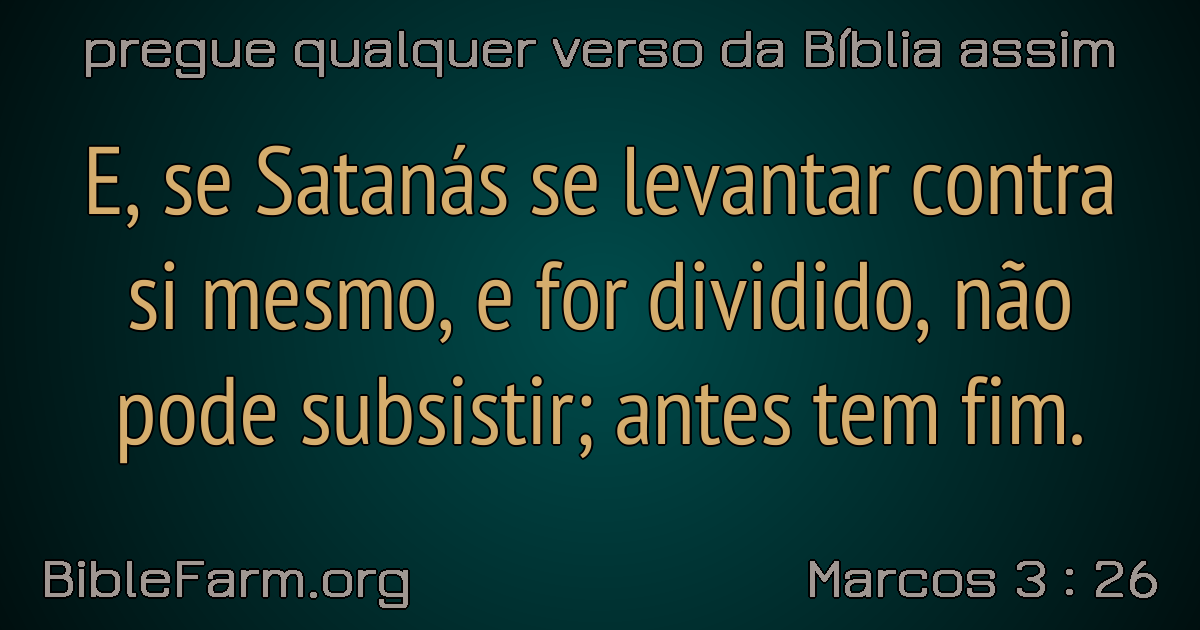 pregue qualquer verso da Bíblia assim
E, se Satanás se levantar contra
si mesmo, e for dividido, não
pode subsistir; antes tem fim.
BibleFarm.org
Marcos 3 : 26